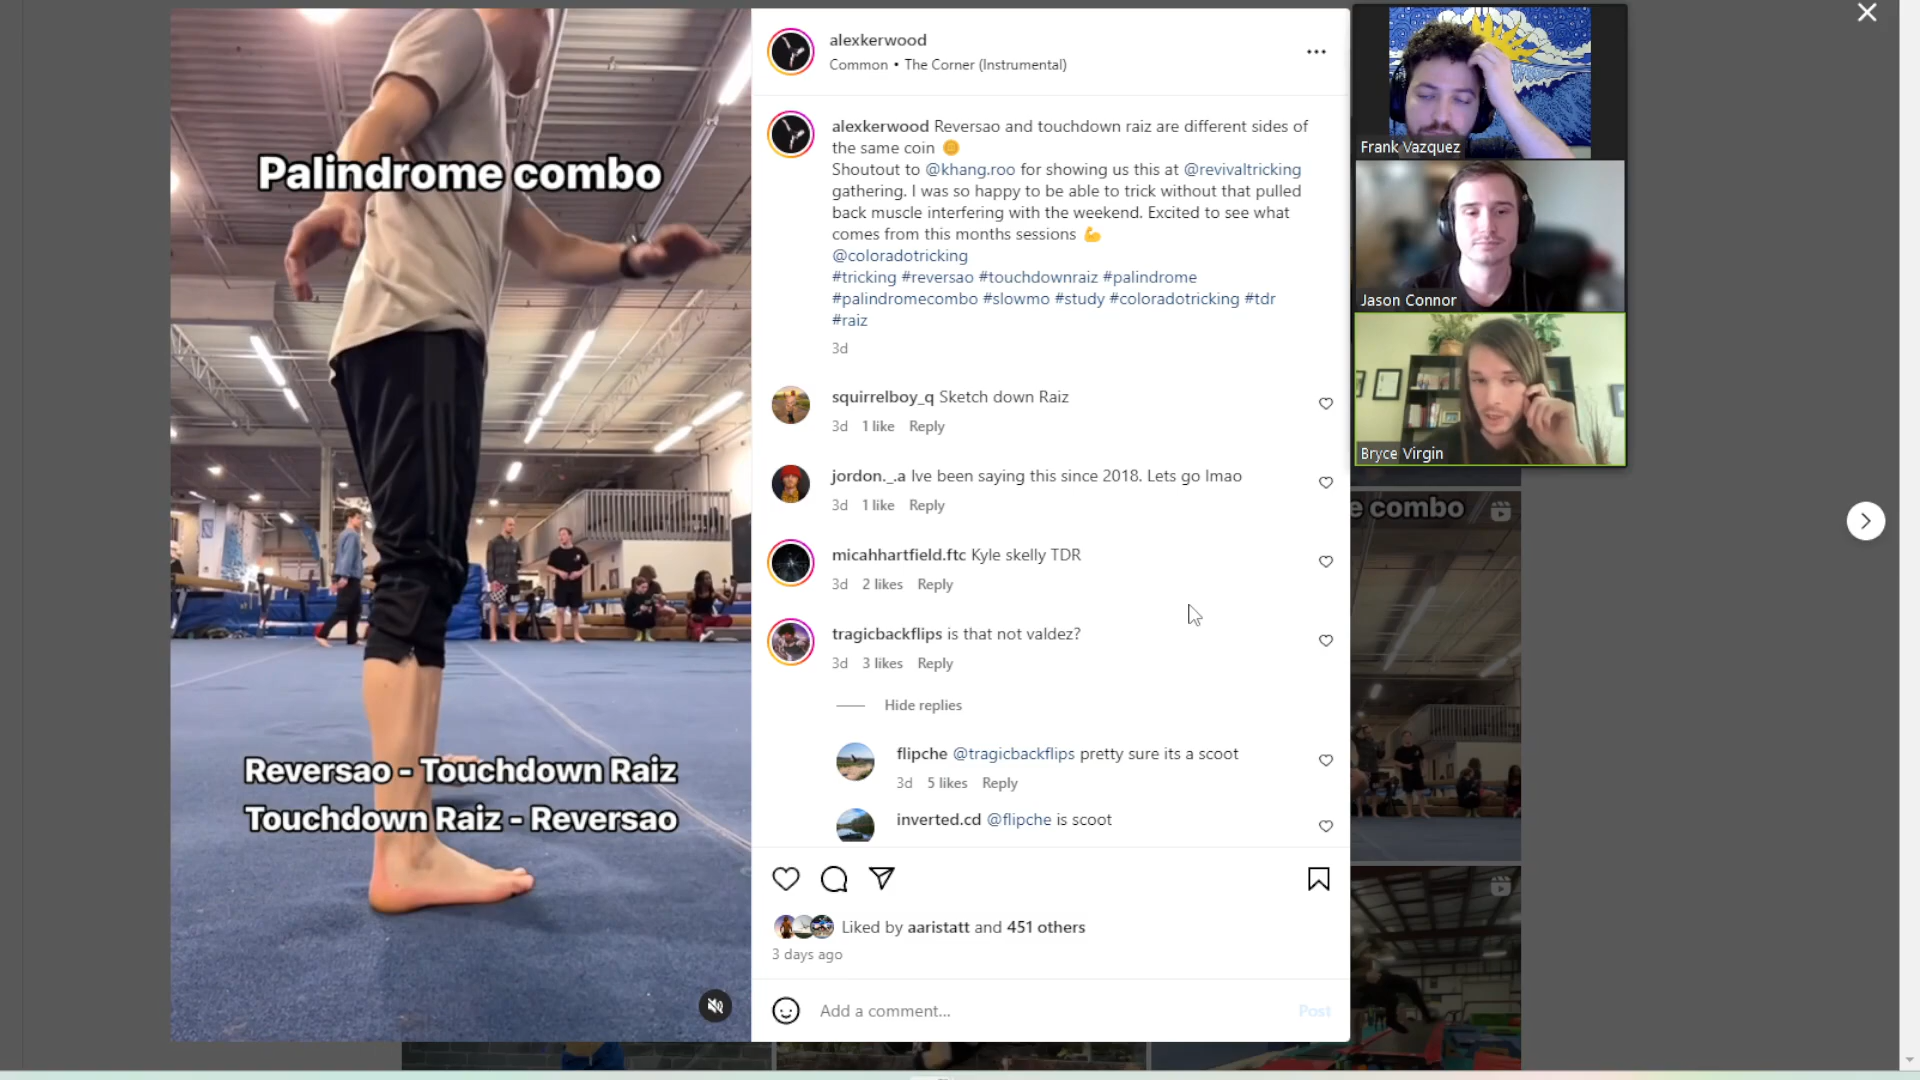 Palindrome combo
Reversao - Touchdown Raiz
Touchdown Raiz - Reversao
alexkerwood
Common • The Corner (Instrumental)
alexkerwood Reversao and touchdown raiz are different sides of
the same coin 🪙
Shoutout to @khang.roo for showing us this at @revivaltricking
gathering. I was so happy to be able to trick without that pulled
back muscle interfering with the weekend. Excited to see what
comes from this months sessions 💪
@coloradotricking
#tricking #reversao #touchdownraiz #palindrome
#palindromecombo #slowmo #study #coloradotricking #tdr
#raiz
3d
squirrelboy_q Sketch down Raiz
3d 1 like Reply
jordon._.a Ive been saying this since 2018. Lets go lmao
3d 1 like Reply
micahhartfield.ftc Kyle skelly TDR
3d 2 likes Reply
tragicbackflips is that not valdez?
3d 3 likes Reply
Hide replies
flipche @tragicbackflips pretty sure its a scoot
3d 5 likes Reply
inverted.cd @flipche is scoot
Liked by aaristatt and 451 others
3 days ago
Add a comment...
Post
Frank Vazquez
Jason Connor
Bryce Virgin
e combo